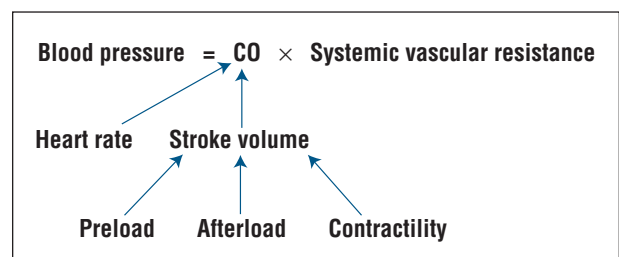 Blood pressure = CO × Systemic vascular resistance
Heart rate Stroke volume
Preload Afterload Contractility